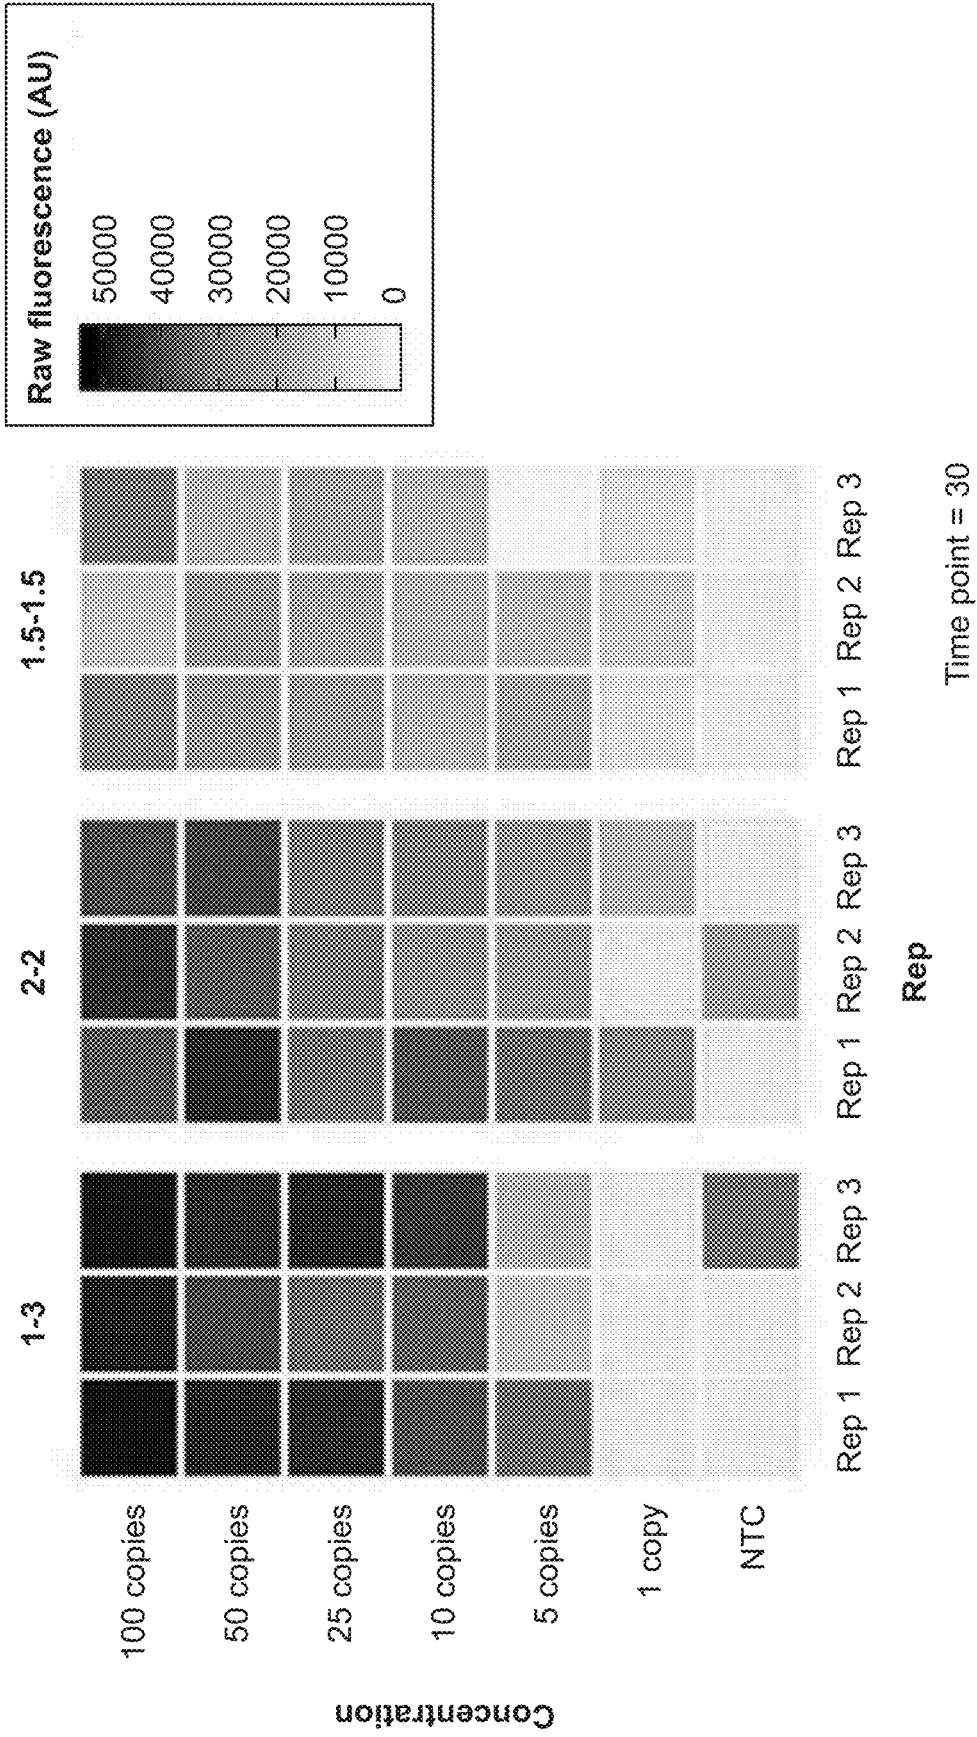 1-3
2-2
1.5-1.5
Raw fluorescence (AU)
50000
40000
30000
20000
10000
0
Concentration
100 copies
50 copies
25 copies
10 copies
5 copies
1 copy
NTC
Rep 1 Rep 2 Rep 3
Rep 1 Rep 2 Rep 3
Rep 1 Rep 2 Rep 3
Rep
Time point = 30